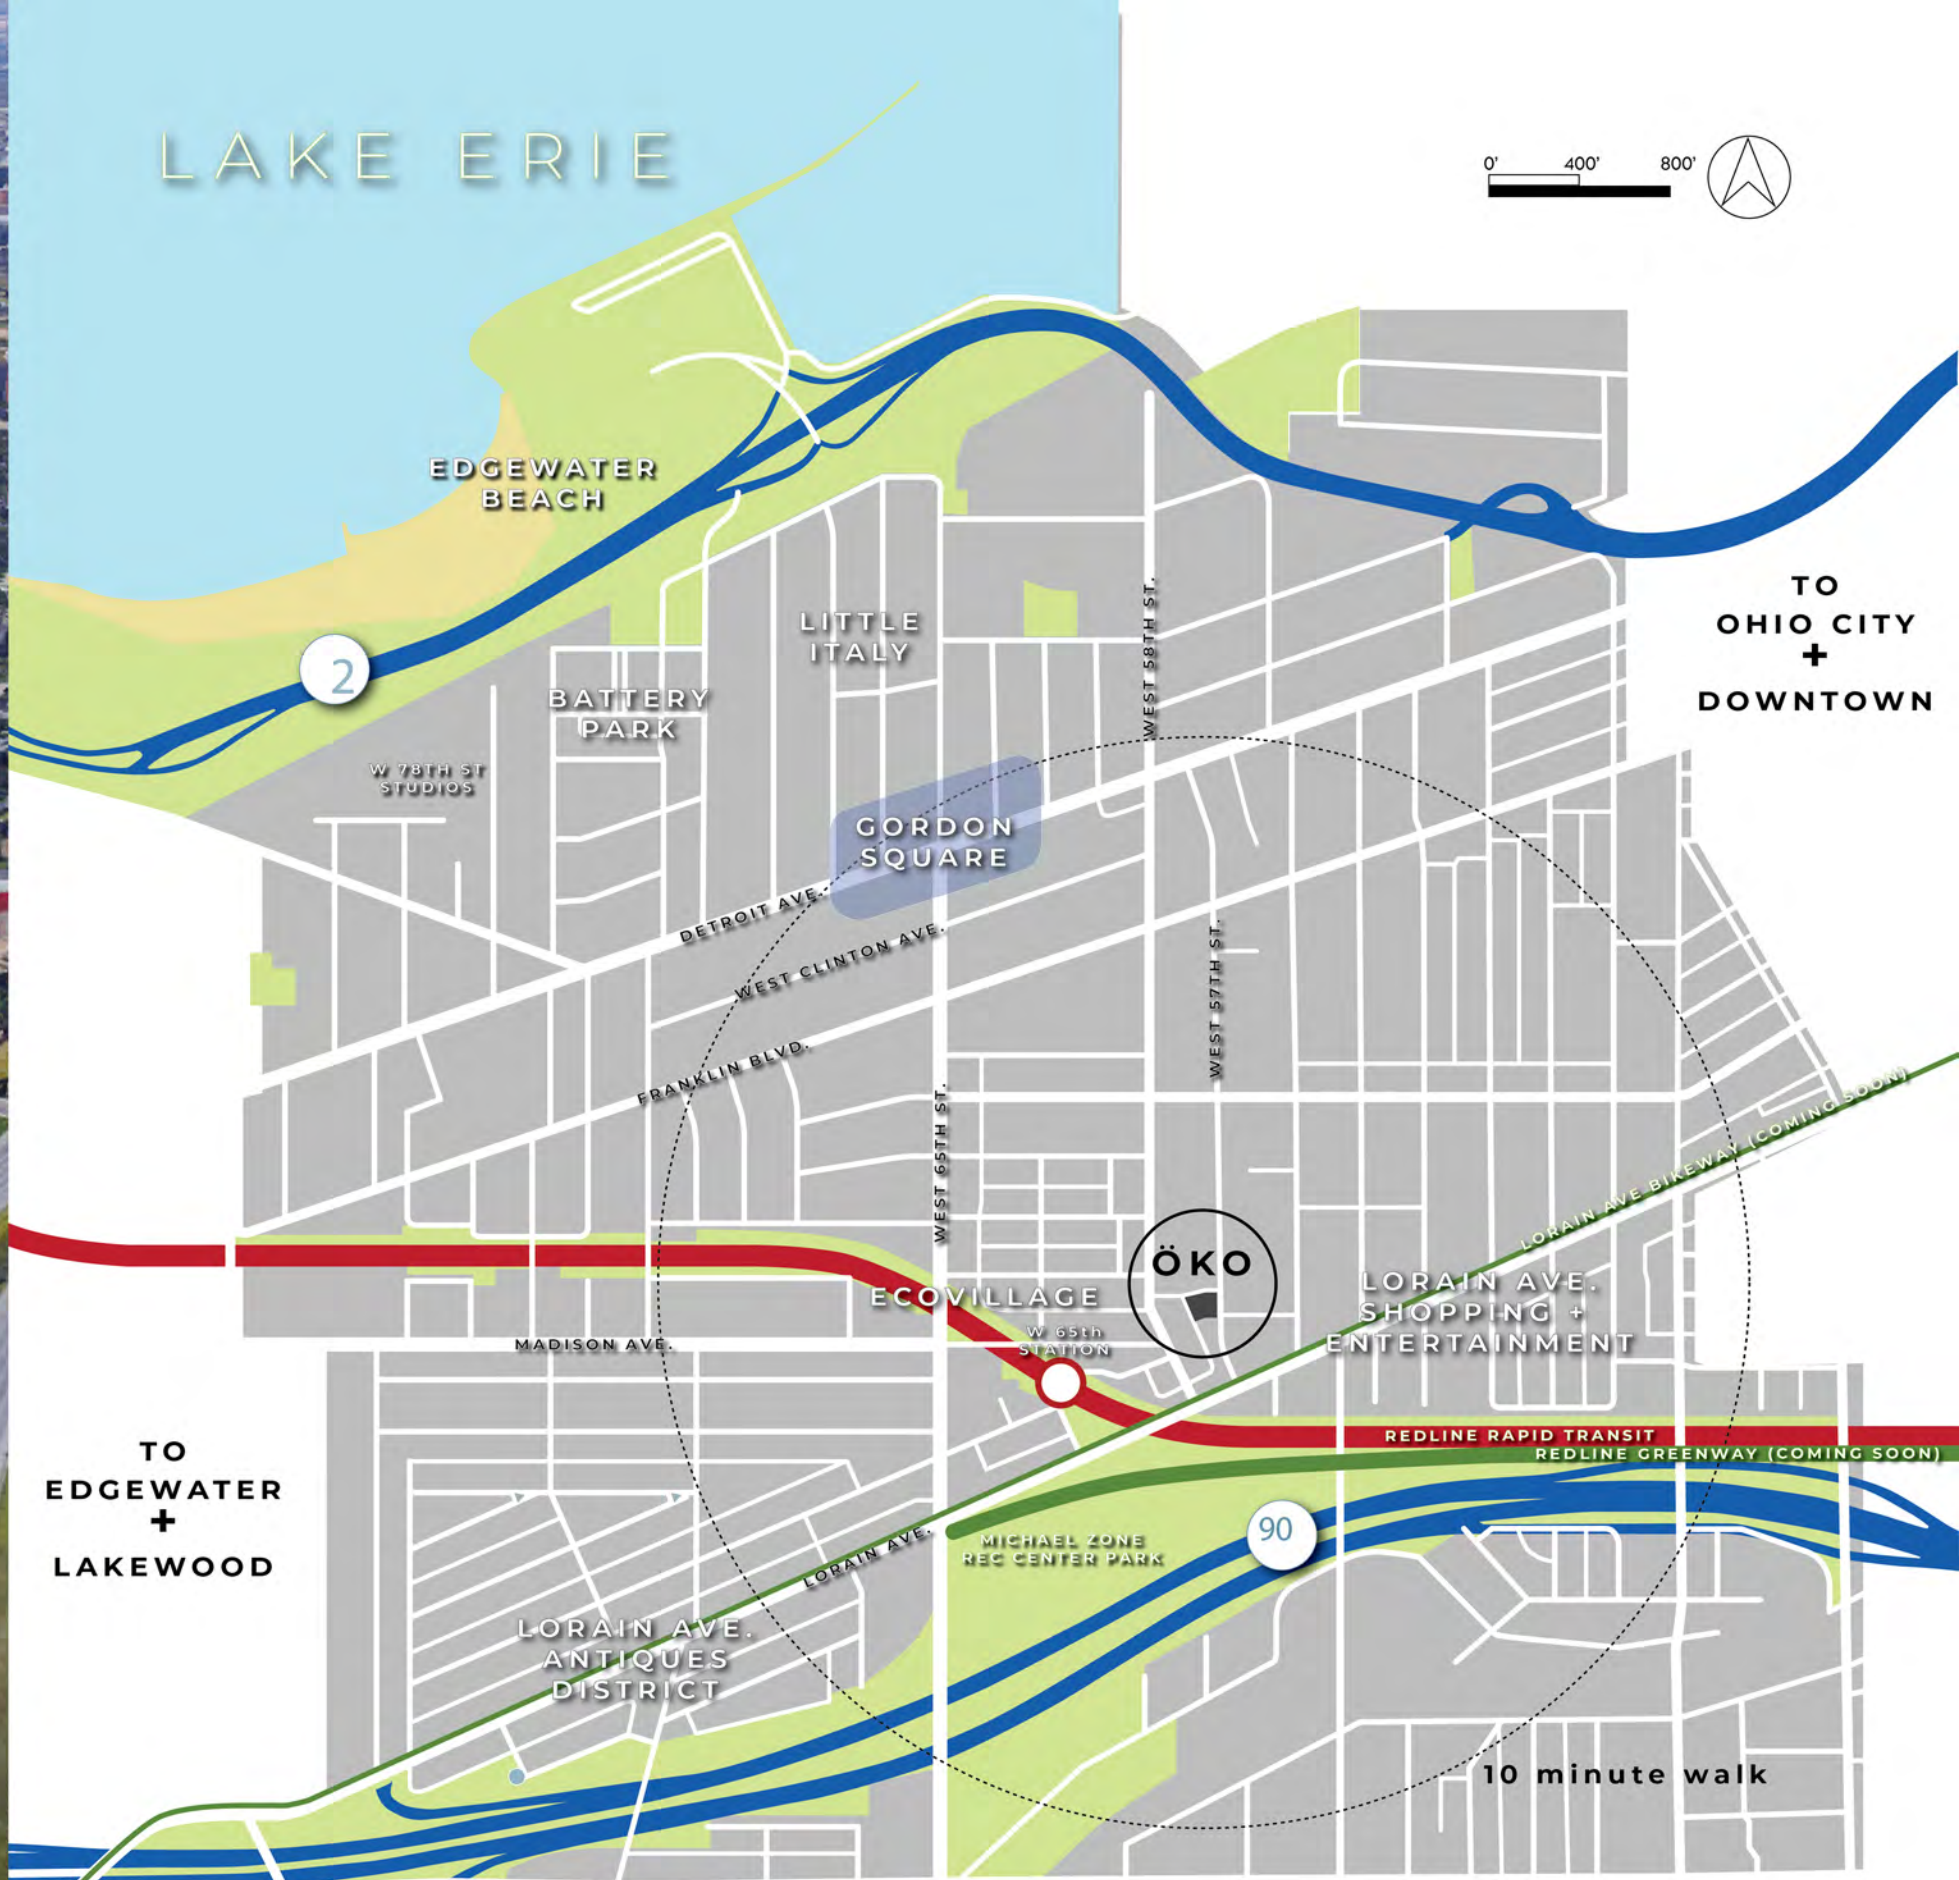 LAKE ERIE
0' 400' 800'
EDGEWATER
BEACH
2
TO
OHIO CITY
+
DOWNTOWN
LITTLE
ITALY
WEST 58TH ST.
BATTERY
PARK
W 78TH ST
STUDIOS
GORDON
SQUARE
DETROIT AVE.
WEST CLINTON AVE.
WEST 57TH ST.
FRANKLIN BLVD.
WEST 65TH ST.
LORAIN AVE BIKEWAY (COMING SOON)
ÖKO
ECOVILLAGE
LORAIN AVE.
SHOPPING +
ENTERTAINMENT
W 65th
STATION
MADISON AVE.
REDLINE RAPID TRANSIT
REDLINE GREENWAY (COMING SOON)
TO
EDGEWATER
+
LAKEWOOD
90
MICHAEL ZONE
REC CENTER PARK
LORAIN AVE.
LORAIN AVE.
ANTIQUES
DISTRICT
10 minute walk